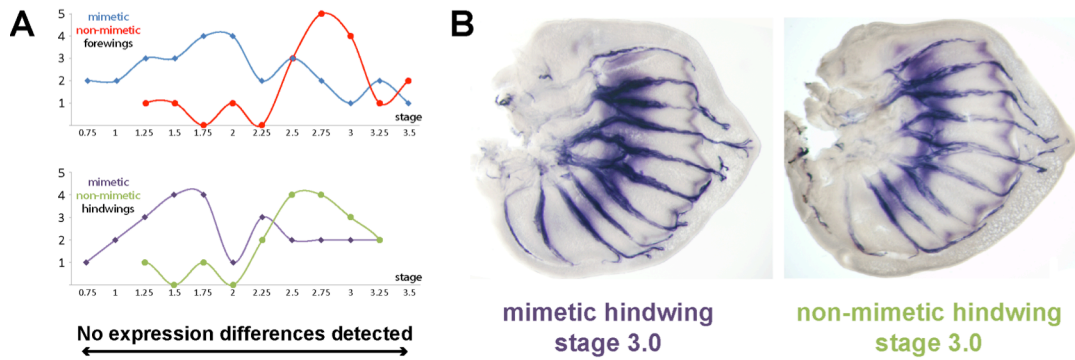 A
mimetic
non-mimetic
forewings
5
4
3
2
1
stage
0.75 1 1.25 1.5 1.75 2 2.25 2.5 2.75 3 3.25 3.5
mimetic
non-mimetic
hindwings
5
4
3
2
1
stage
0.75 1 1.25 1.5 1.75 2 2.25 2.5 2.75 3 3.25 3.5
No expression differences detected
B
mimetic hindwing
stage 3.0
non-mimetic hindwing
stage 3.0